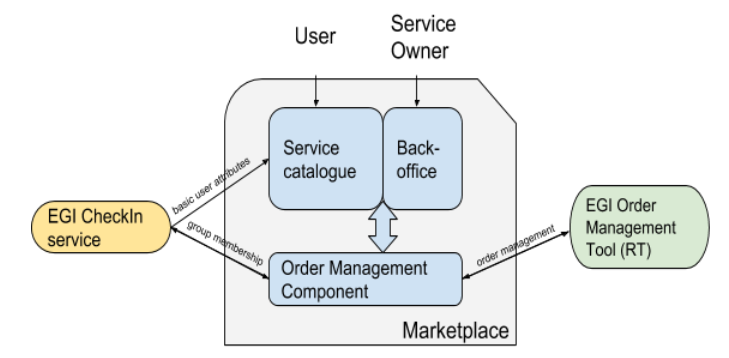 User
Service
Owner
Service
catalogue
Back-
office
basic user attributes
EGI CheckIn
service
group membership
EGI Order
Management
Tool (RT)
order management
Order Management
Component
Marketplace